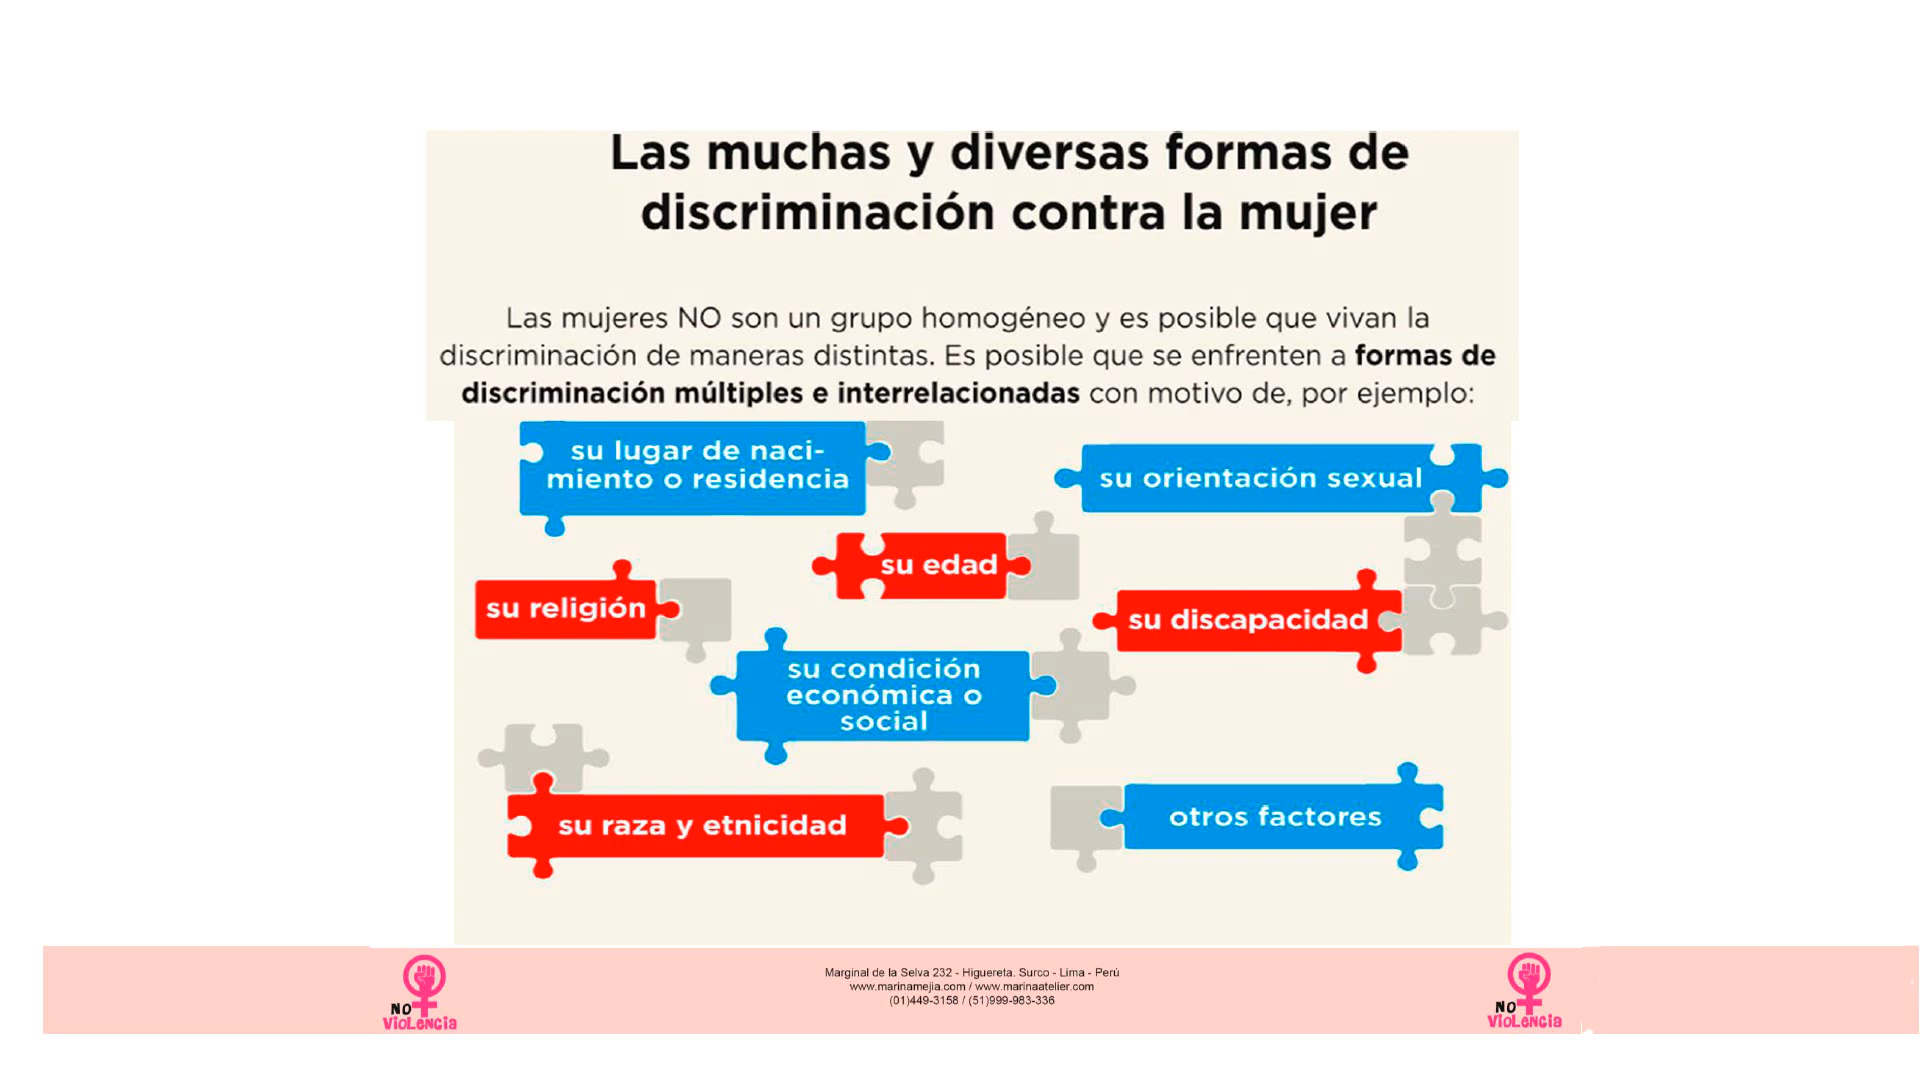 Las muchas y diversas formas de
discriminación contra la mujer
Las mujeres NO son un grupo homogéneo y es posible que vivan la
discriminación de maneras distintas. Es posible que se enfrenten a formas de
discriminación múltiples e interrelacionadas con motivo de, por ejemplo:
su lugar de naci-
miento o residencia
su orientación sexual
su edad
su religión
su discapacidad
su condición
económica o
social
su raza y etnicidad
otros factores
NO
VioLencia
Marginal de la Selva 232 - Higuereta. Surco - Lima - Perú
www.marinamejia.com / www.marinaatelier.com
(01)449-3158 / (51)999-983-336
NO
VioLencia